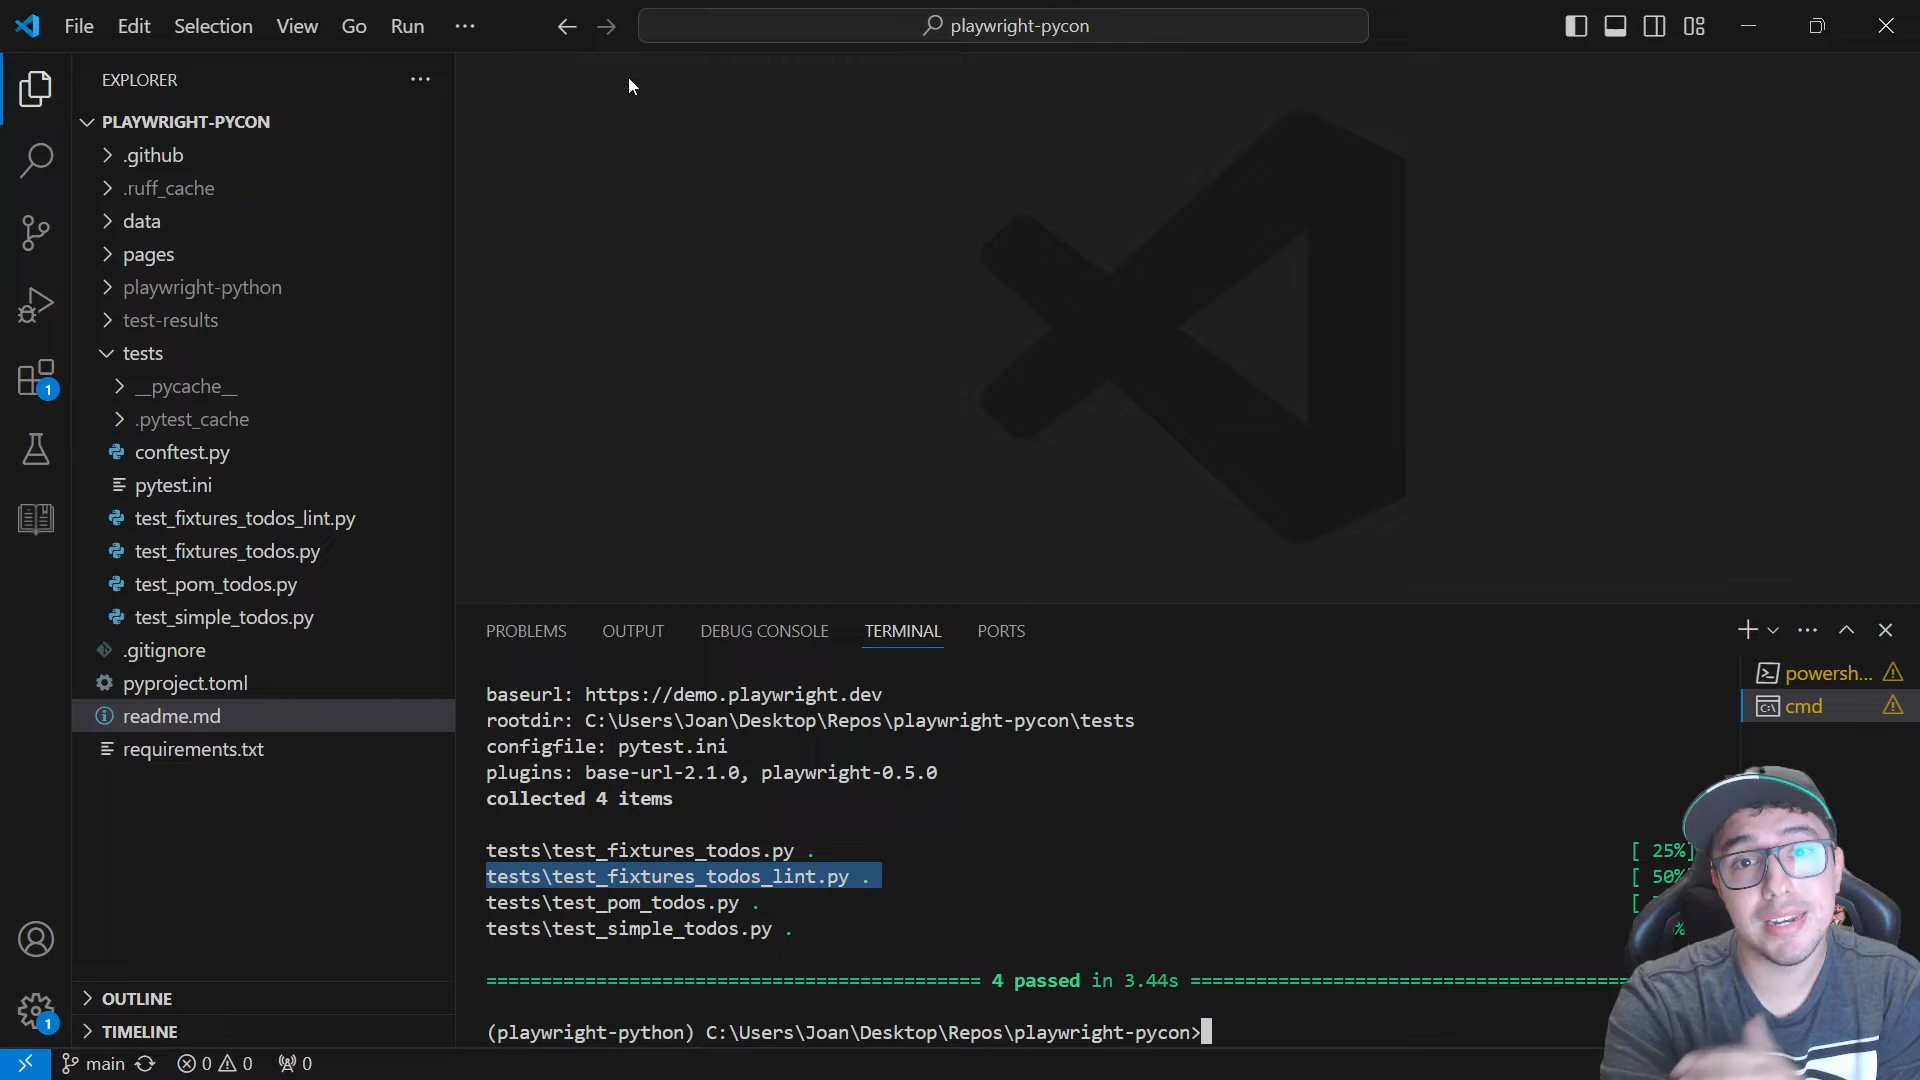 File Edit Selection View Go Run ...
playwright-pycon
EXPLORER
PLAYWRIGHT-PYCON
.github
.ruff_cache
data
pages
playwright-python
test-results
tests
__pycache__
.pytest_cache
conftest.py
pytest.ini
test_fixtures_todos_lint.py
test_fixtures_todos.py
test_pom_todos.py
test_simple_todos.py
.gitignore
pyproject.toml
readme.md
requirements.txt
OUTLINE
TIMELINE
1
1
PROBLEMS OUTPUT DEBUG CONSOLE TERMINAL PORTS
powersh...
cmd
baseurl: https://demo.playwright.dev
rootdir: C:\Users\Joan\Desktop\Repos\playwright-pycon\tests
configfile: pytest.ini
plugins: base-url-2.1.0, playwright-0.5.0
collected 4 items
tests\test_fixtures_todos.py . [ 25%]
tests\test_fixtures_todos_lint.py . [ 50%
tests\test_pom_todos.py . [
tests\test_simple_todos.py . %
============================================= 4 passed in 3.44s ========================================
(playwright-python) C:\Users\Joan\Desktop\Repos\playwright-pycon>
main 0 0 0